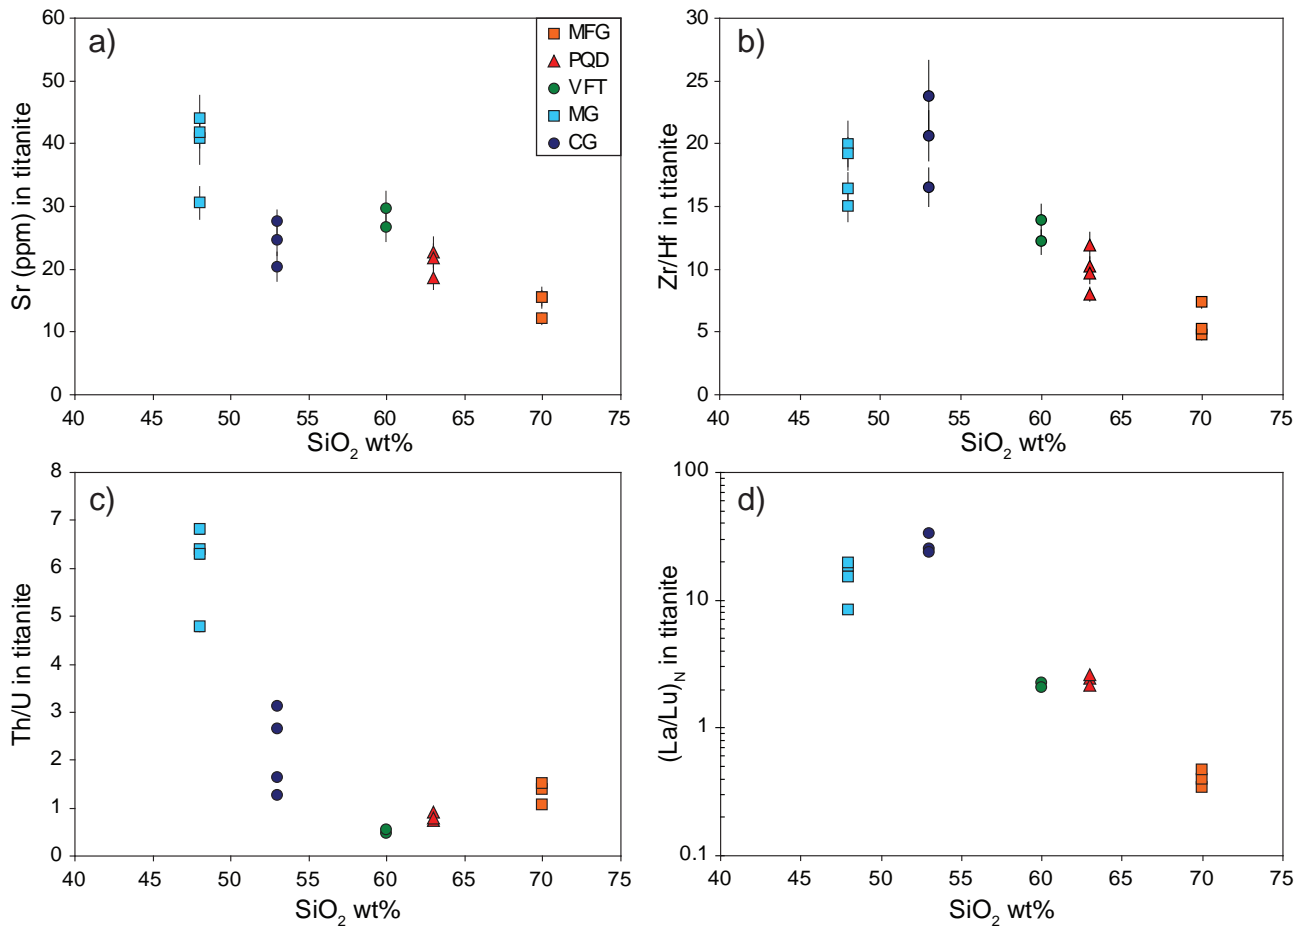 a)
60
50
40
30
20
10
0
Sr (ppm) in titanite
40 45 50 55 60 65 70 75
SiO2 wt%
MFG
PQD
VFT
MG
CG
b)
30
25
20
15
10
5
0
Zr/Hf in titanite
40 45 50 55 60 65 70 75
SiO2 wt%
c)
8
7
6
5
4
3
2
1
0
Th/U in titanite
40 45 50 55 60 65 70 75
SiO2 wt%
d)
100
10
1
0.1
(La/Lu)N in titanite
40 45 50 55 60 65 70 75
SiO2 wt%